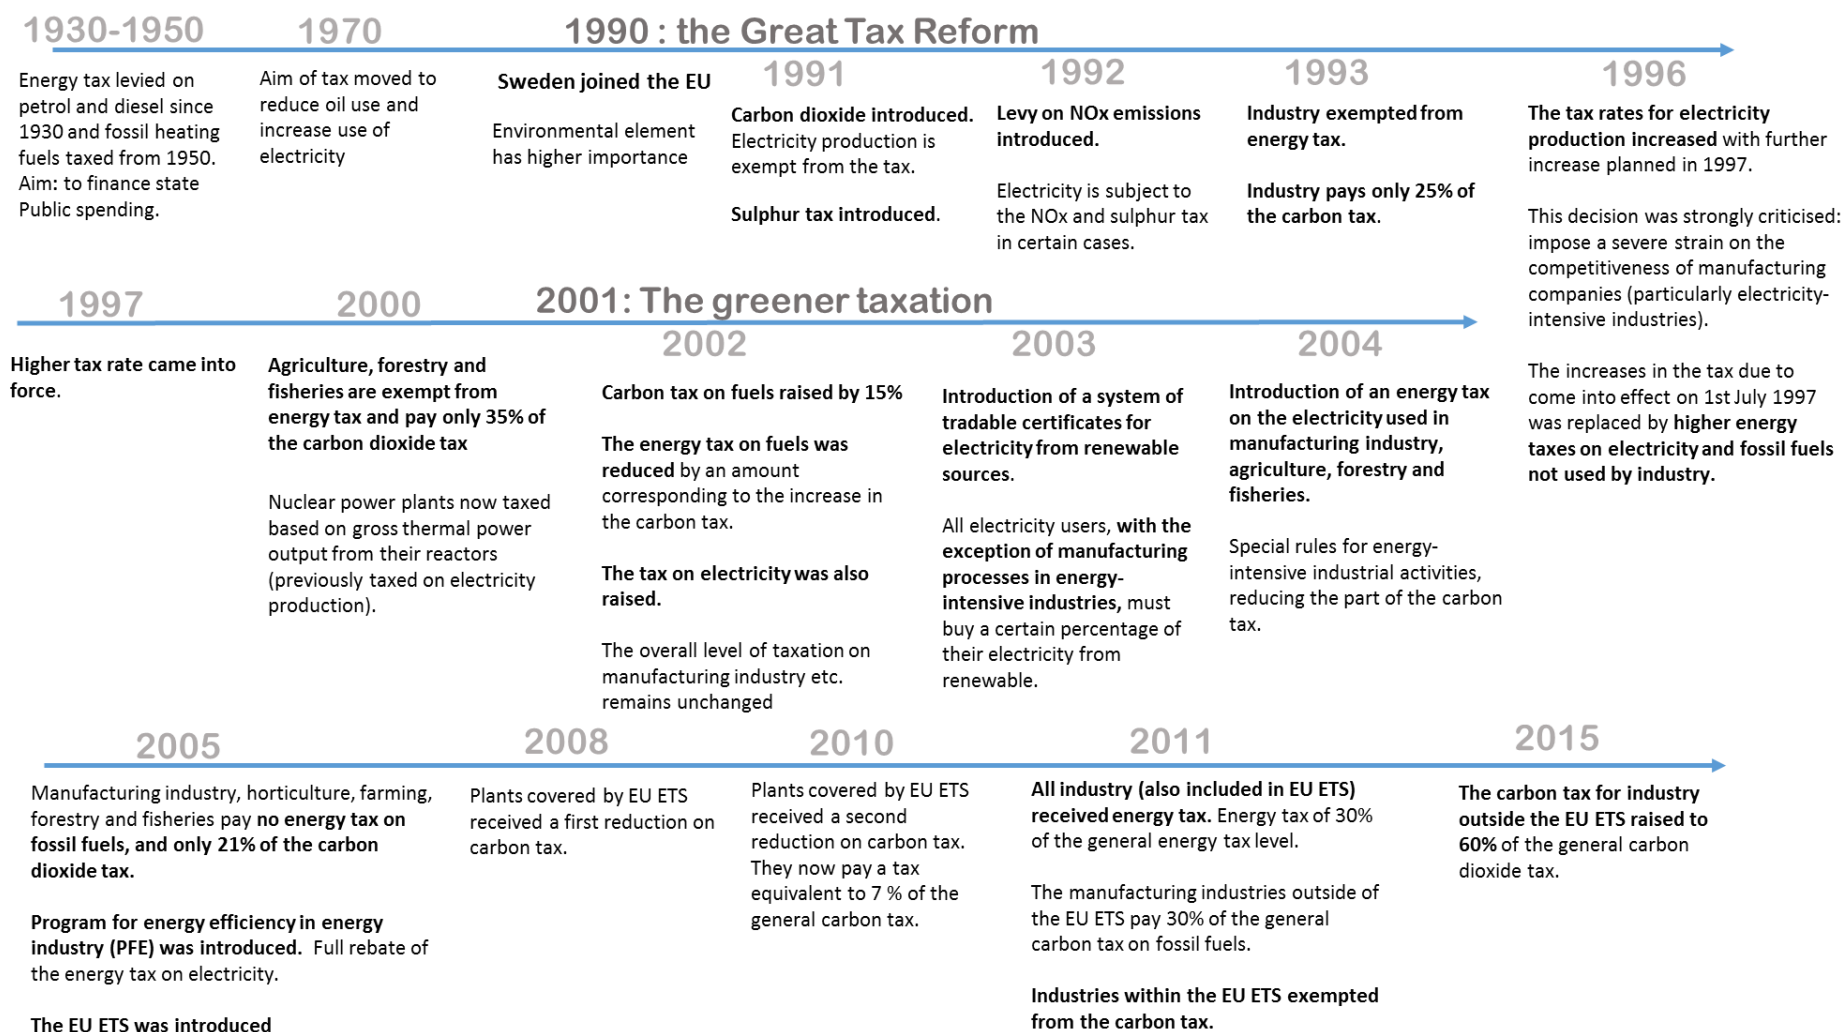 1930-1950
Energy tax levied on
petrol and diesel since
1930 and fossil heating
fuels taxed from 1950.
Aim: to finance state
Public spending.
1970
Aim of tax moved to
reduce oil use and
increase use of
electricity
1990 : the Great Tax Reform
Sweden joined the EU
Environmental element
has higher importance
1991
Carbon dioxide introduced.
Electricity production is
exempt from the tax.
Sulphur tax introduced.
1992
Levy on NOx emissions
introduced.
Electricity is subject to
the NOx and sulphur tax
in certain cases.
1993
Industry exempted from
energy tax.
Industry pays only 25% of
the carbon tax.
1996
The tax rates for electricity
production increased with further
increase planned in 1997.
This decision was strongly criticised:
impose a severe strain on the
competitiveness of manufacturing
companies (particularly electricity-
intensive industries).
The increases in the tax due to
come into effect on 1st July 1997
was replaced by higher energy
taxes on electricity and fossil fuels
not used by industry.
1997
Higher tax rate came into
force.
2000
Agriculture, forestry and
fisheries are exempt from
energy tax and pay only 35% of
the carbon dioxide tax
Nuclear power plants now taxed
based on gross thermal power
output from their reactors
(previously taxed on electricity
production).
2001: The greener taxation
2002
Carbon tax on fuels raised by 15%
The energy tax on fuels was
reduced by an amount
corresponding to the increase in
the carbon tax.
The tax on electricity was also
raised.
The overall level of taxation on
manufacturing industry etc.
remains unchanged
2003
Introduction of a system of
tradable certificates for
electricity from renewable
sources.
All electricity users, with the
exception of manufacturing
processes in energy-
intensive industries, must
buy a certain percentage of
their electricity from
renewable.
2004
Introduction of an energy tax
on the electricity used in
manufacturing industry,
agriculture, forestry and
fisheries.
Special rules for energy-
intensive industrial activities,
reducing the part of the carbon
tax.
2005
Manufacturing industry, horticulture, farming,
forestry and fisheries pay no energy tax on
fossil fuels, and only 21% of the carbon
dioxide tax.
Program for energy efficiency in energy
industry (PFE) was introduced. Full rebate of
the energy tax on electricity.
The EU ETS was introduced
2008
Plants covered by EU ETS
received a first reduction on
carbon tax.
2010
Plants covered by EU ETS
received a second
reduction on carbon tax.
They now pay a tax
equivalent to 7 % of the
general carbon tax.
2011
All industry (also included in EU ETS)
received energy tax. Energy tax of 30%
of the general energy tax level.
The manufacturing industries outside of
the EU ETS pay 30% of the general
carbon tax on fossil fuels.
Industries within the EU ETS exempted
from the carbon tax.
2015
The carbon tax for industry
outside the EU ETS raised to
60% of the general carbon
dioxide tax.